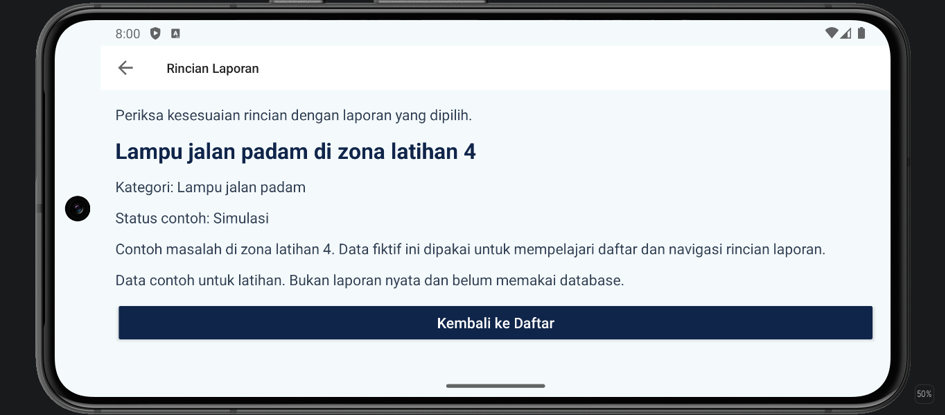 8:00
Rincian Laporan
Periksa kesesuaian rincian dengan laporan yang dipilih.
Lampu jalan padam di zona latihan 4
Kategori: Lampu jalan padam
Status contoh: Simulasi
Contoh masalah di zona latihan 4. Data fiktif ini dipakai untuk mempelajari daftar dan navigasi rincian laporan.
Data contoh untuk latihan. Bukan laporan nyata dan belum memakai database.
Kembali ke Daftar
50%